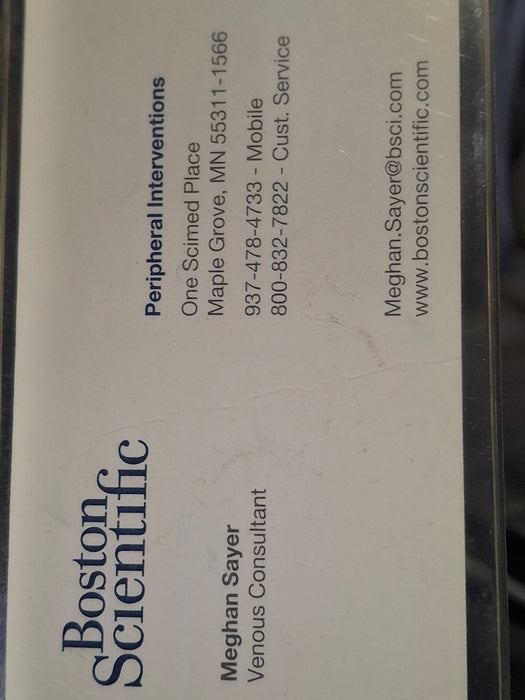 Boston
Scientific
Meghan Sayer
Venous Consultant
Peripheral Interventions
One Scimed Place
Maple Grove, MN 55311-1566
937-478-4733 - Mobile
800-832-7822 - Cust. Service
Meghan.Sayer@bsci.com
www.bostonscientific.com